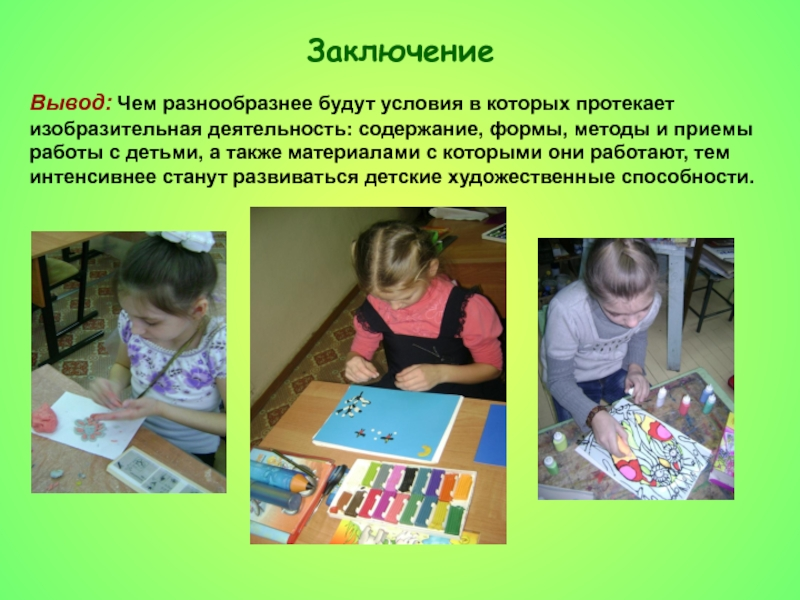 Заключение
Вывод: Чем разнообразнее будут условия в которых протекает
изобразительная деятельность: содержание, формы, методы и приемы
работы с детьми, а также материалами с которыми они работают, тем
интенсивнее станут развиваться детские художественные способности.